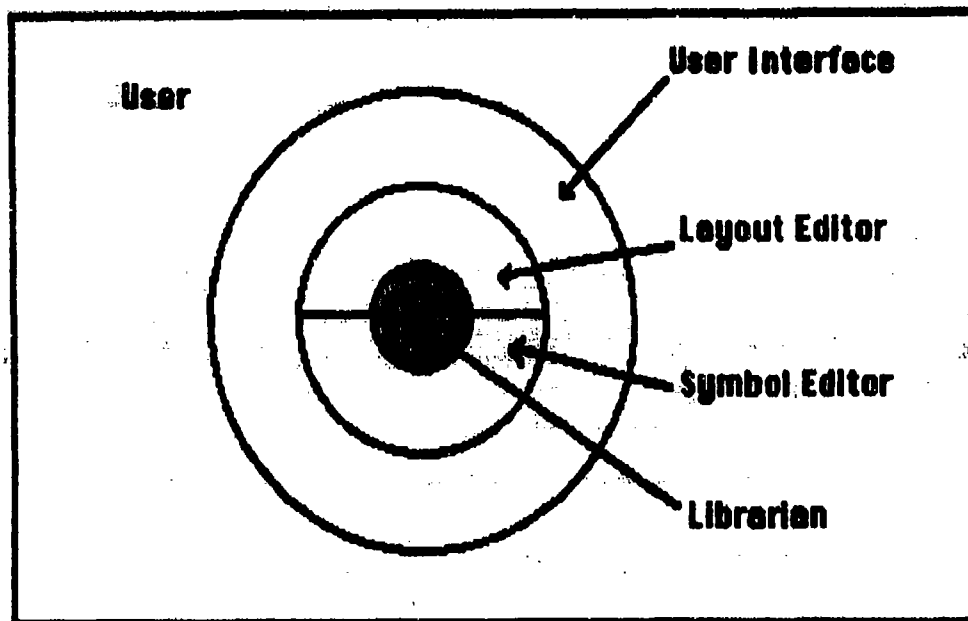 User Interface
User
Layout Editor
Symbol Editor
Librarian